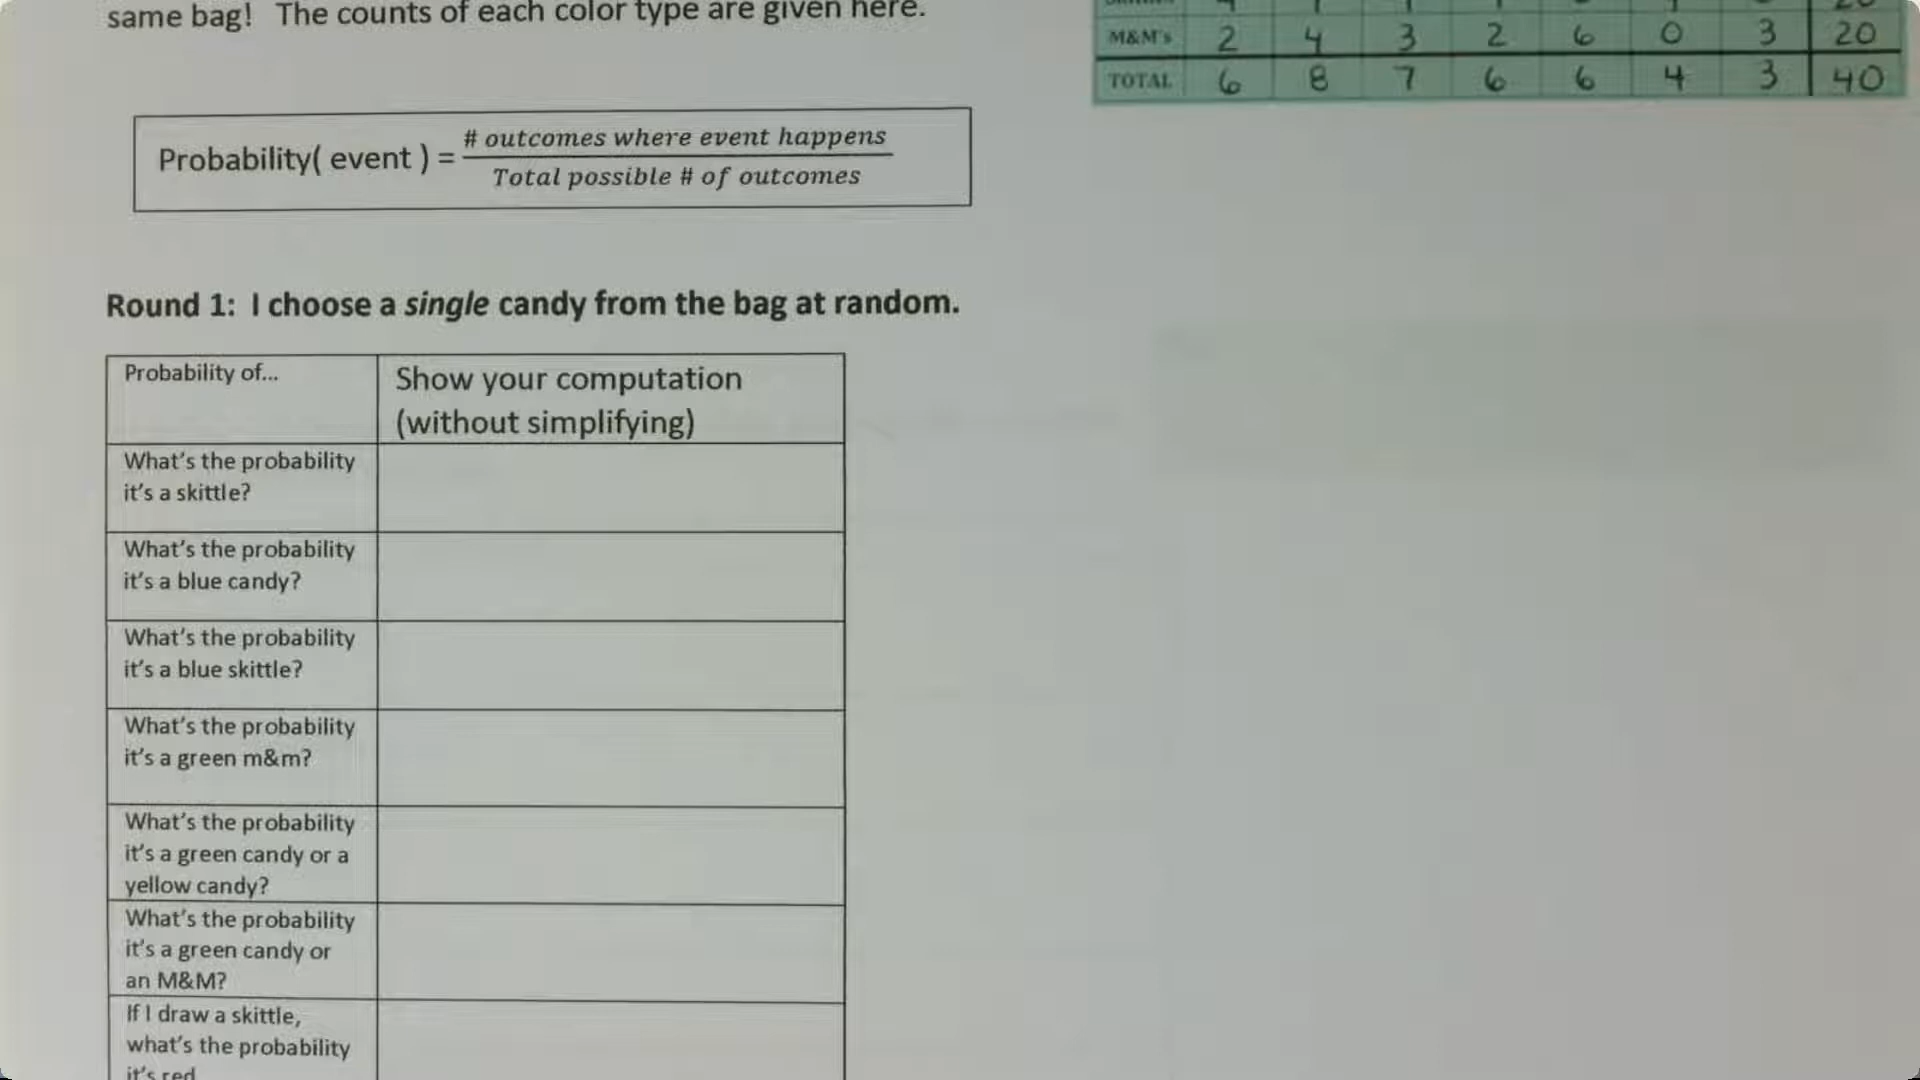 same bag! The counts of each color type are given here.
M&M's 2 4 3 2 6 0 3 20
TOTAL 6 8 7 6 6 4 3 40
Probability( event ) = # outcomes where event happens
Total possible # of outcomes
Round 1: I choose a single candy from the bag at random.
Probability of... Show your computation
(without simplifying)
What's the probability
it's a skittle?
What's the probability
it's a blue candy?
What's the probability
it's a blue skittle?
What's the probability
it's a green m&m?
What's the probability
it's a green candy or a
yellow candy?
What's the probability
it's a green candy or
an M&M?
If I draw a skittle,
what's the probability
it's red